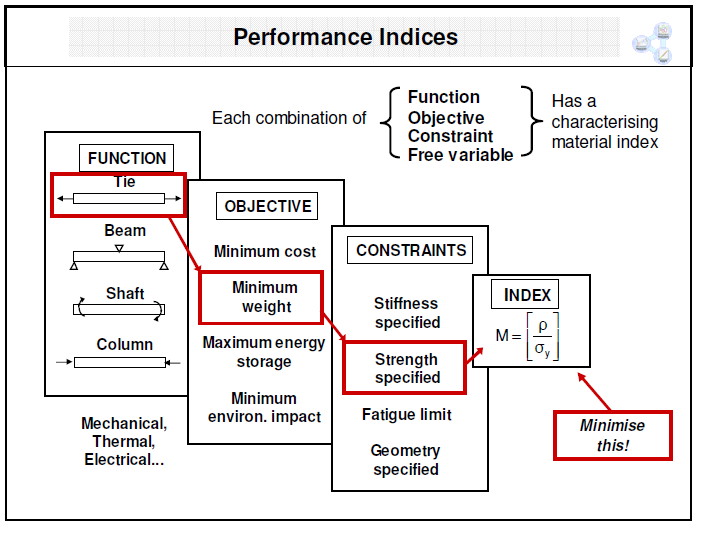 Performance Indices
Each combination of
Function
Objective
Constraint
Free variable
Has a
characterising
material index
FUNCTION
Tie
Beam
Shaft
Column
Mechanical,
Thermal,
Electrical...
OBJECTIVE
Minimum cost
Minimum
weight
Maximum energy
storage
Minimum
environ. impact
CONSTRAINTS
Stiffness
specified
Strength
specified
Fatigue limit
Geometry
specified
INDEX
M = [ρ / σy]
Minimise
this!